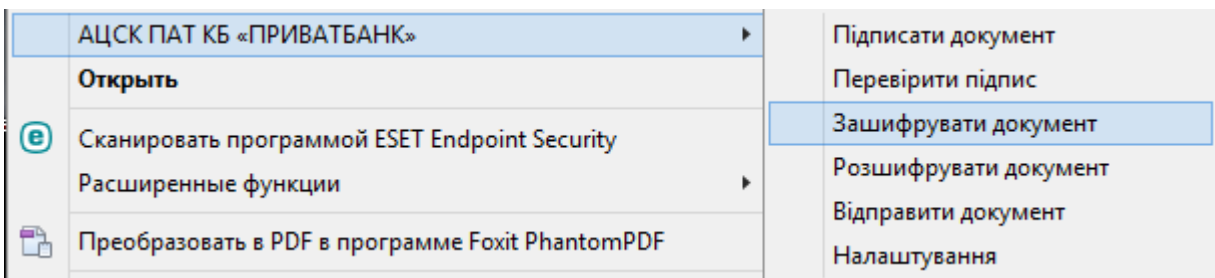 АЦСК ПАТ КБ «ПРИВАТБАНК»
Открыть
Сканировать программой ESET Endpoint Security
Расширенные функции
Преобразовать в PDF в программе Foxit PhantomPDF
Підписати документ
Перевірити підпис
Зашифрувати документ
Розшифрувати документ
Відправити документ
Налаштування